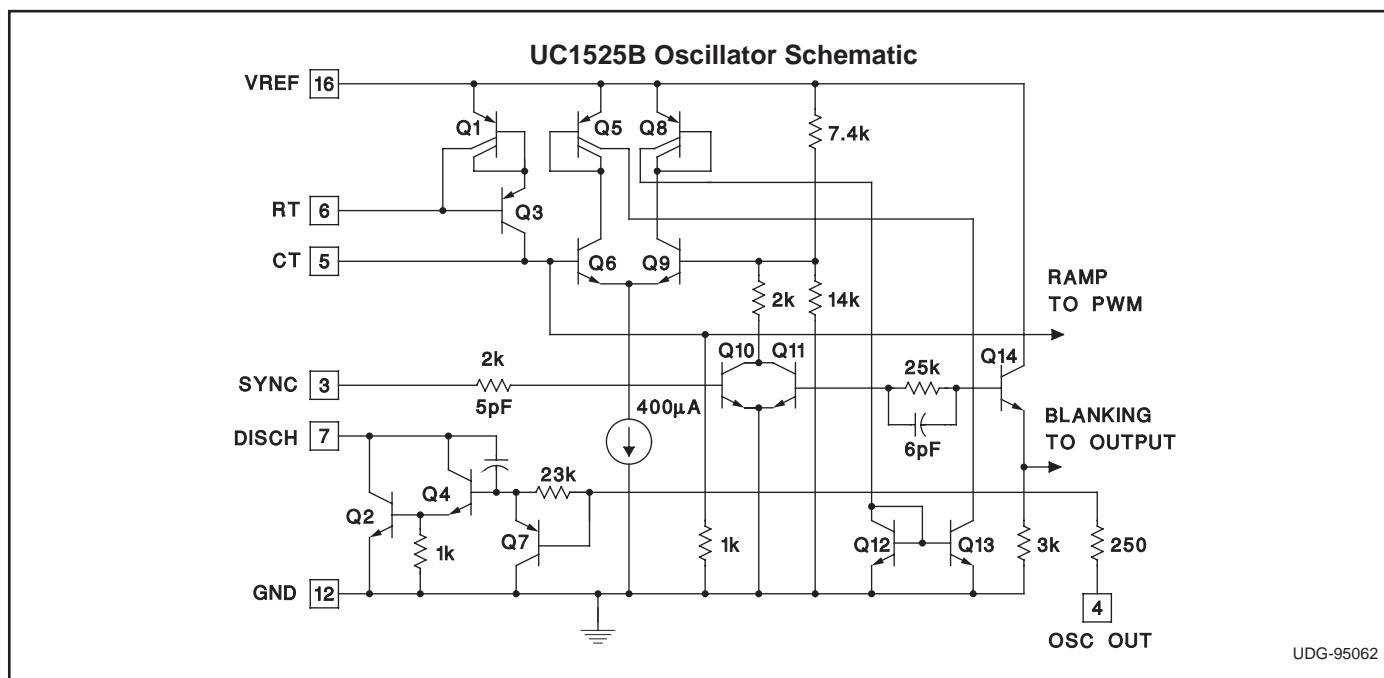 UC1525B Oscillator Schematic
VREF 16
Q1
Q5
Q8
7.4k
RT 6
Q3
CT 5
Q6
Q9
2k
14k
RAMP
TO PWM
Q10
Q11
Q14
2k
25k
SYNC 3
5pF
400µA
6pF
BLANKING
TO OUTPUT
DISCH 7
23k
Q4
Q2
1k
Q7
1k
Q12
Q13
3k
250
GND 12
4
OSC OUT
UDG-95062